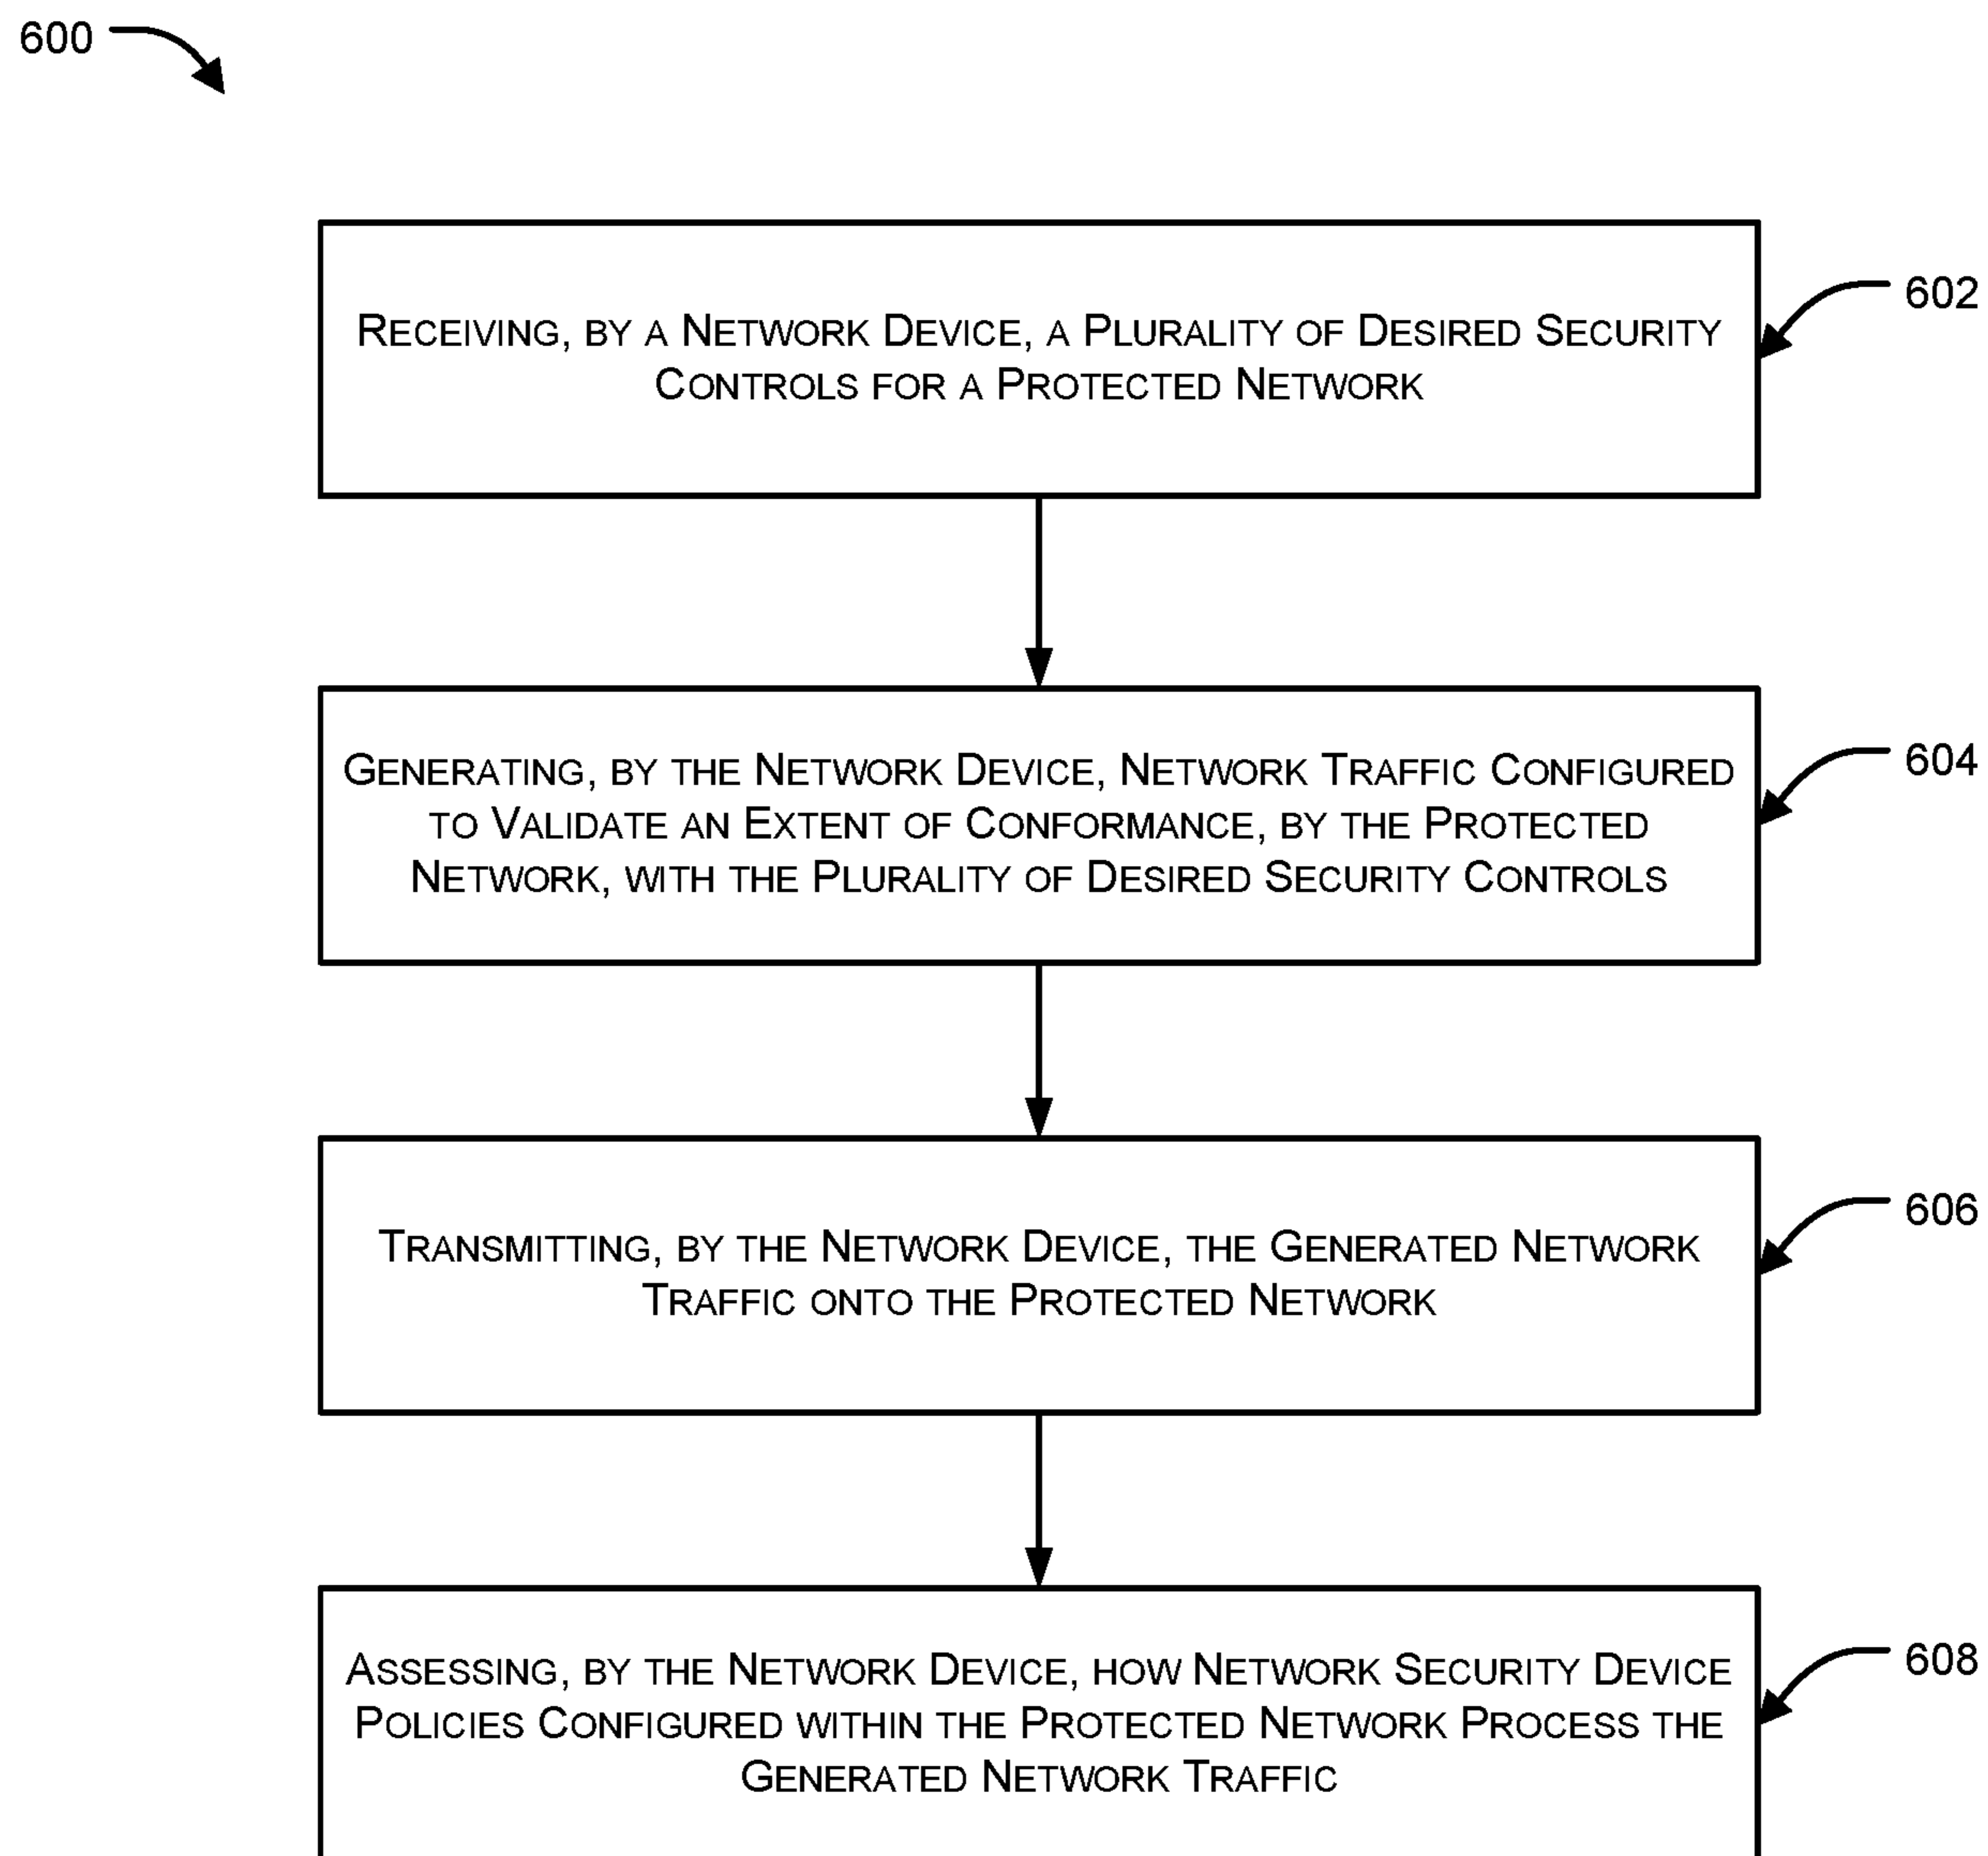 600
RECEIVING, BY A NETWORK DEVICE, A PLURALITY OF DESIRED SECURITY
CONTROLS FOR A PROTECTED NETWORK
602
GENERATING, BY THE NETWORK DEVICE, NETWORK TRAFFIC CONFIGURED
TO VALIDATE AN EXTENT OF CONFORMANCE, BY THE PROTECTED
NETWORK, WITH THE PLURALITY OF DESIRED SECURITY CONTROLS
604
TRANSMITTING, BY THE NETWORK DEVICE, THE GENERATED NETWORK
TRAFFIC ONTO THE PROTECTED NETWORK
606
ASSESSING, BY THE NETWORK DEVICE, HOW NETWORK SECURITY DEVICE
POLICIES CONFIGURED WITHIN THE PROTECTED NETWORK PROCESS THE
GENERATED NETWORK TRAFFIC
608